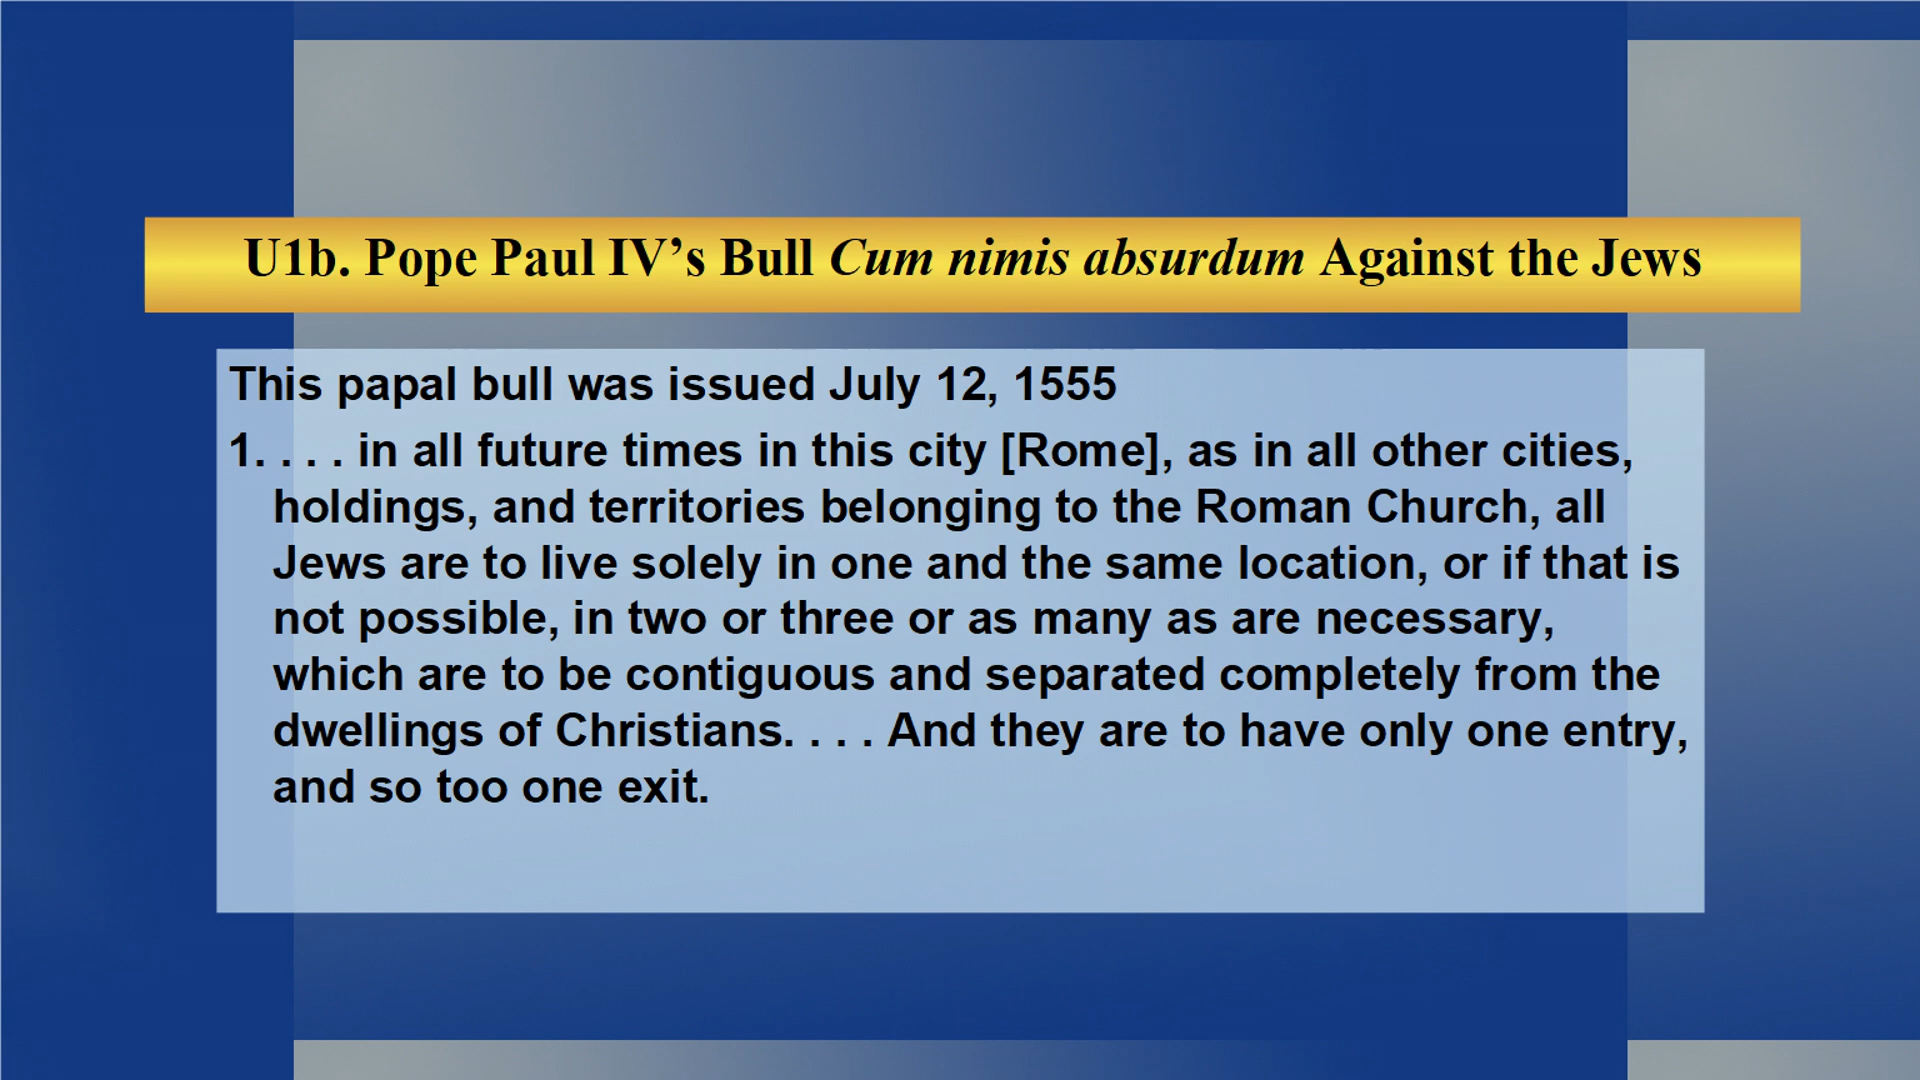 U1b. Pope Paul IV’s Bull Cum nimis absurdum Against the Jews
This papal bull was issued July 12, 1555
1. . . . in all future times in this city [Rome], as in all other cities,
holdings, and territories belonging to the Roman Church, all
Jews are to live solely in one and the same location, or if that is
not possible, in two or three or as many as are necessary,
which are to be contiguous and separated completely from the
dwellings of Christians. . . . And they are to have only one entry,
and so too one exit.